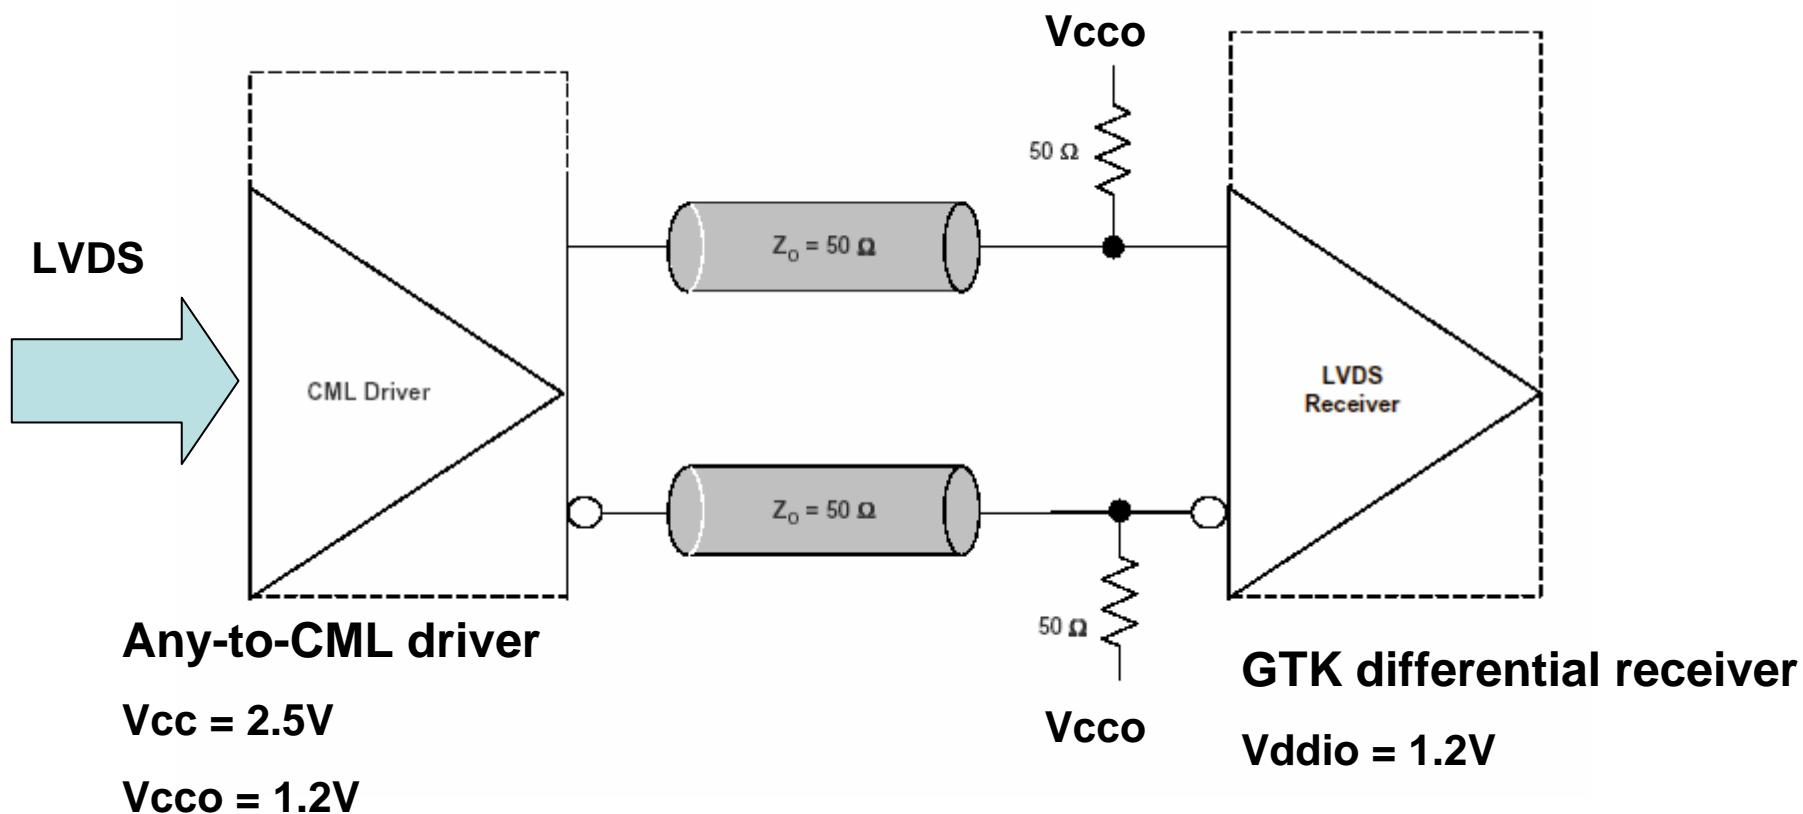 Vcco
50 Ω
LVDS
Z₀ = 50 Ω
CML Driver
LVDS
Receiver
Z₀ = 50 Ω
50 Ω
Vcco
Any-to-CML driver
Vcc = 2.5V
Vcco = 1.2V
GTK differential receiver
Vddio = 1.2V